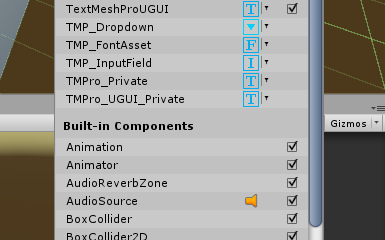 TextMeshProUGUI
TMP_Dropdown
TMP_FontAsset
TMP_InputField
TMPro_Private
TMPro_UGUI_Private
Built-in Components
Animation
Animator
Gizmos
AudioReverbZone
AudioSource
BoxCollider
BoxCollider2D